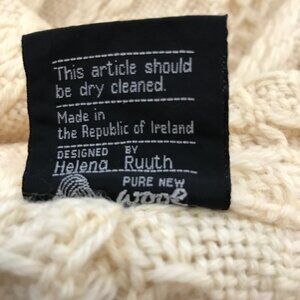 This article should
be dry cleaned.
Made in
the Republic of Ireland
DESIGNED BY
Helena Ruuth
PURE NEW
Wool